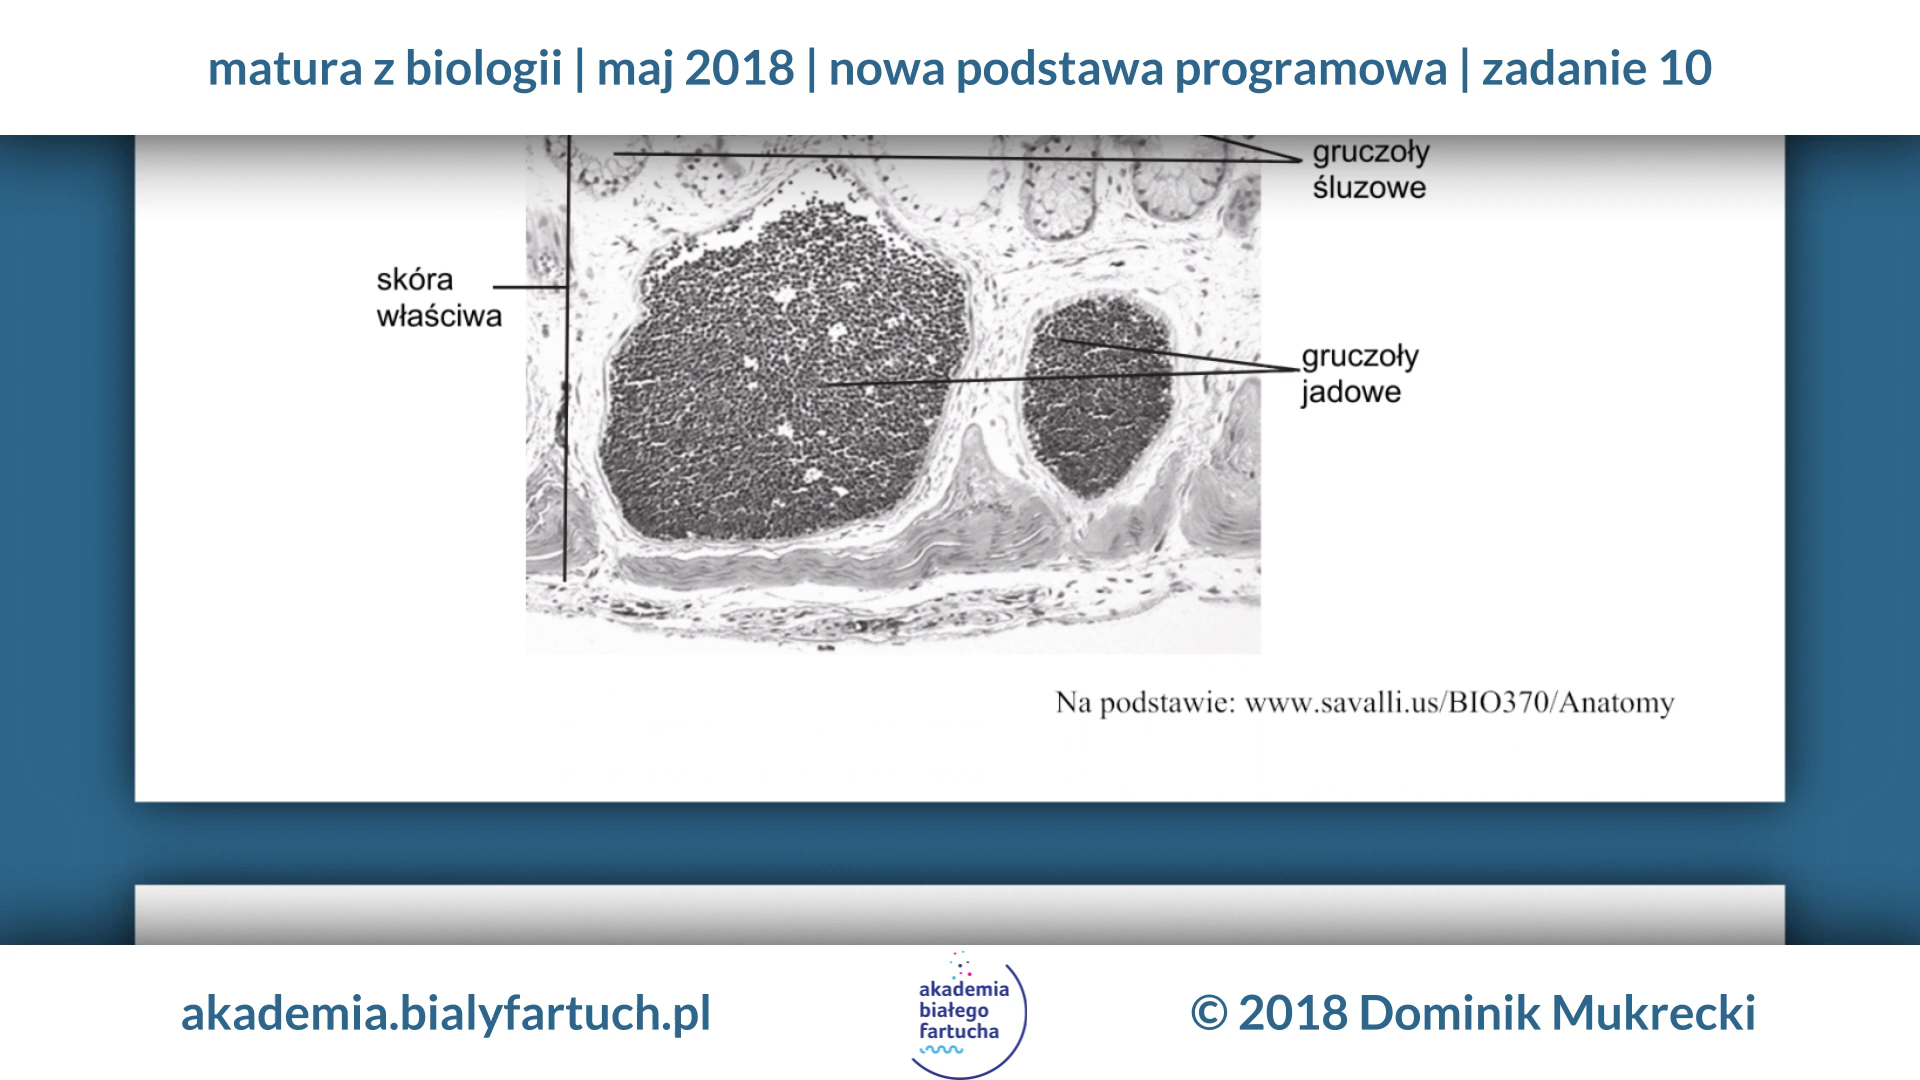 matura z biologii | maj 2018 | nowa podstawa programowa | zadanie 10
gruczoły
śluzowe
skóra
właściwa
gruczoły
jadowe
Na podstawie: www.savalli.us/BIO370/Anatomy
akademia.bialyfartuch.pl
akademia
białego
fartucha
© 2018 Dominik Mukrecki